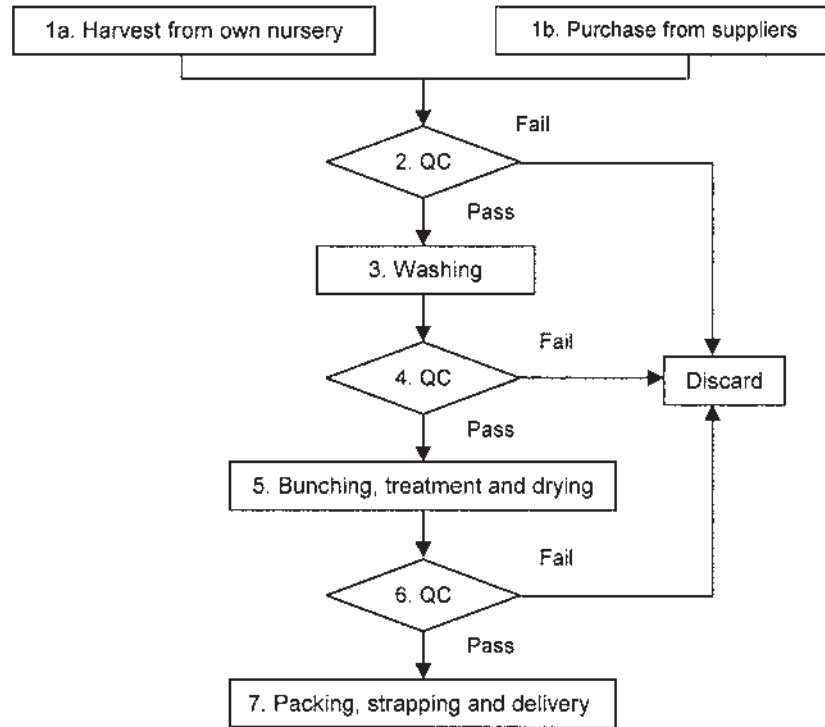 1a. Harvest from own nursery
1b. Purchase from suppliers
Fail
2. QC
Pass
3. Washing
Fail
4. QC
Discard
Pass
5. Bunching, treatment and drying
Fail
6. QC
Pass
7. Packing, strapping and delivery